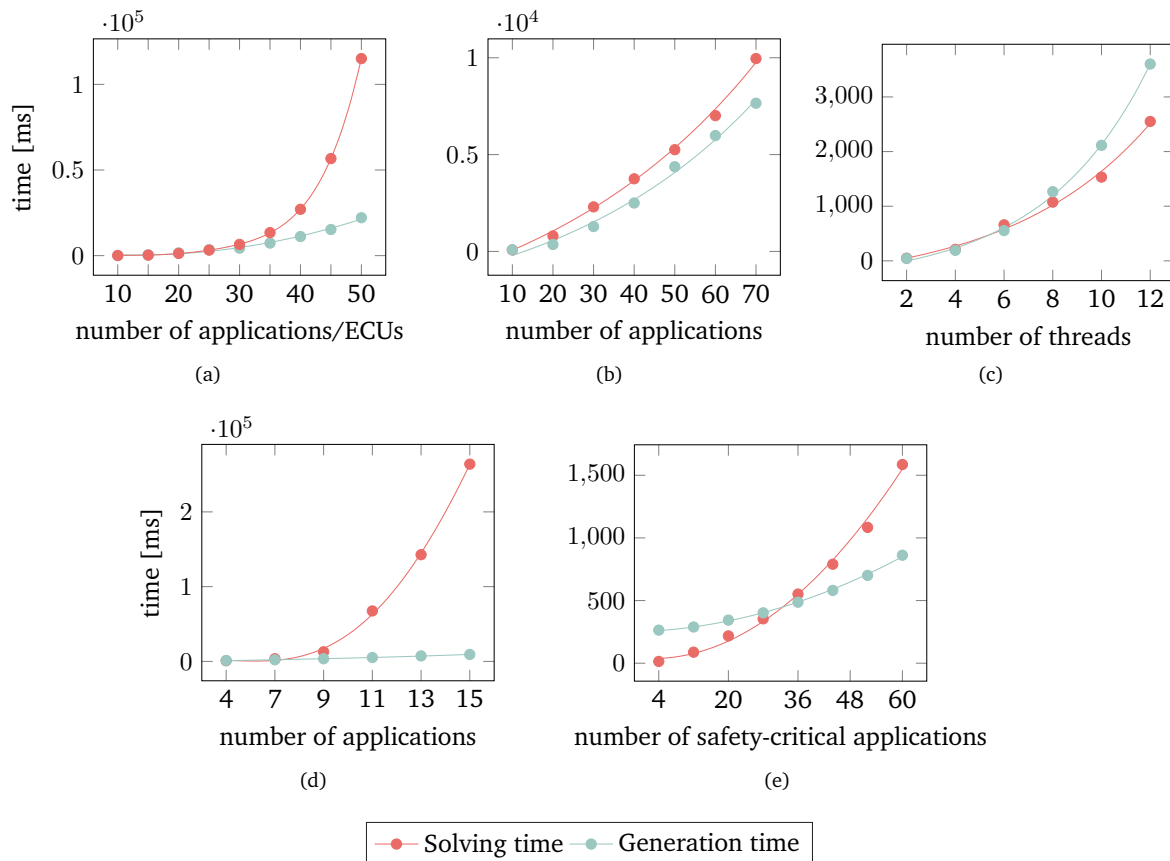 ·10^5
time [ms]
1
0.5
0
10 20 30 40 50
number of applications/ECUs
(a)
·10^4
1
0.5
0
10 20 30 40 50 60 70
number of applications
(b)
3,000
2,000
1,000
0
2 4 6 8 10 12
number of threads
(c)
·10^5
time [ms]
2
1
0
4 7 9 11 13 15
number of applications
(d)
1,500
1,000
500
0
4 20 36 48 60
number of safety-critical applications
(e)
Solving time Generation time